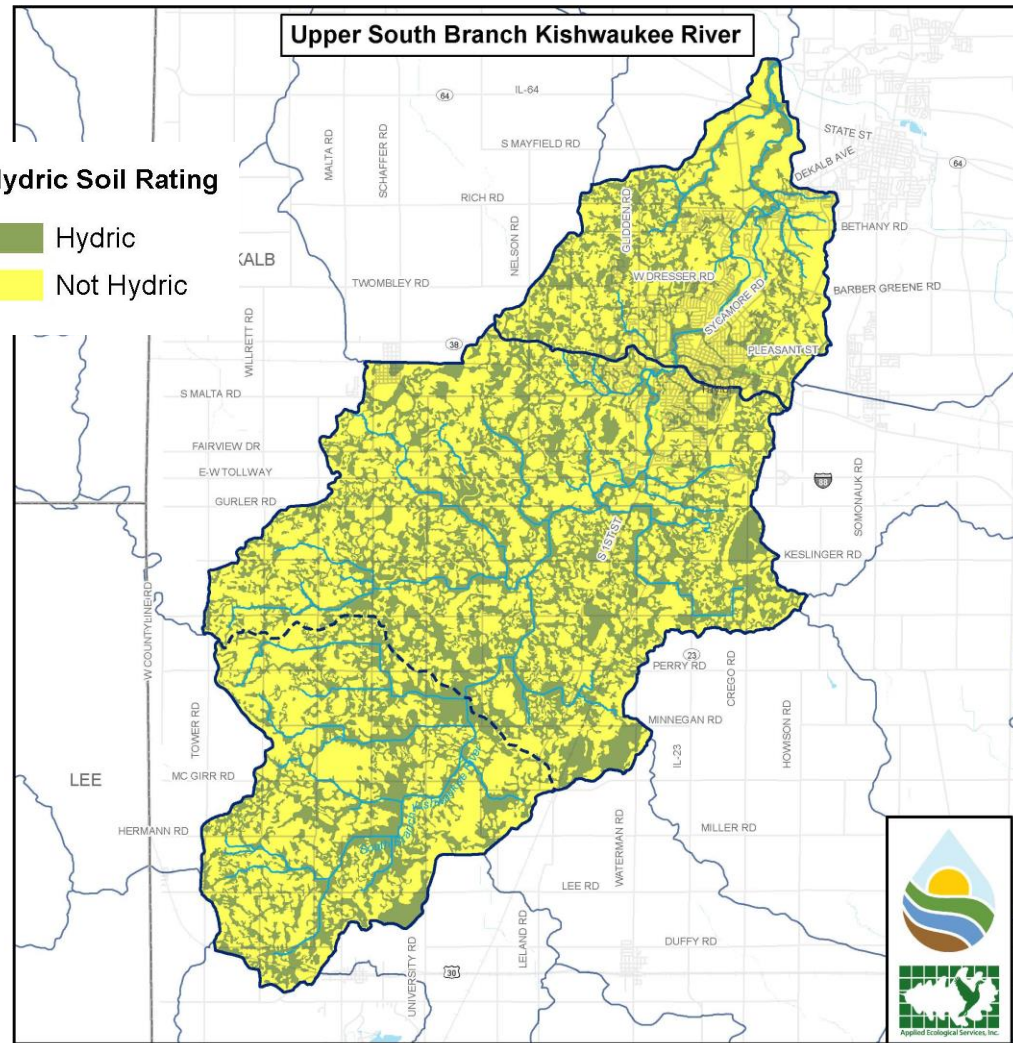 Upper South Branch Kishwaukee River
64
IL-64
STATE ST
S MAYFIELD RD
DEKALB AVE
64
MALTA RD
SCHAFFER RD
ydric Soil Rating
RICH RD
GLIDDEN RD
BETHANY RD
Hydric
NELSON RD
KALB
W DRESSER RD
Not Hydric
TWOMBLEY RD
BARBER GREENE RD
SYCAMORE RD
WILLRETT RD
38
PLEASANT ST
S MALTA RD
FAIRVIEW DR
E-W TOLLWAY
88
SOMONAUK RD
GURLER RD
S 1ST ST
KESLINGER RD
W COUNTYLINE RD
23
PERRY RD
CREGO RD
MINNEGAN RD
HOWISON RD
TOWER RD
IL-23
LEE
MC GIRR RD
HERMANN RD
MILLER RD
WATERMAN RD
LEE RD
LELAND RD
DUFFY RD
UNIVERSITY RD
30
Applied Ecological Services, Inc.